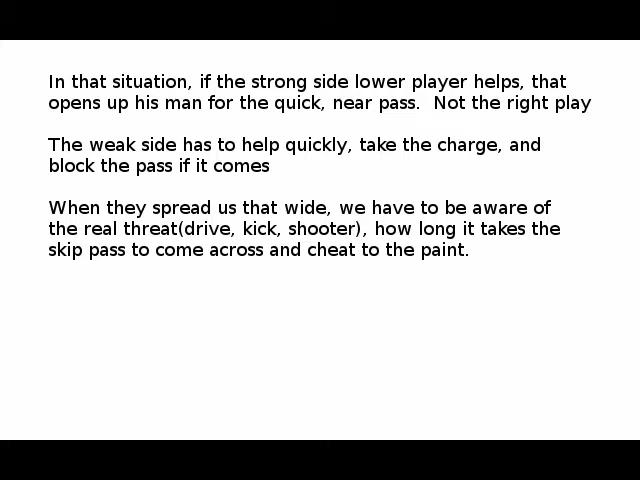 In that situation, if the strong side lower player helps, that
opens up his man for the quick, near pass.  Not the right play
The weak side has to help quickly, take the charge, and
block the pass if it comes
When they spread us that wide, we have to be aware of
the real threat(drive, kick, shooter), how long it takes the
skip pass to come across and cheat to the paint.